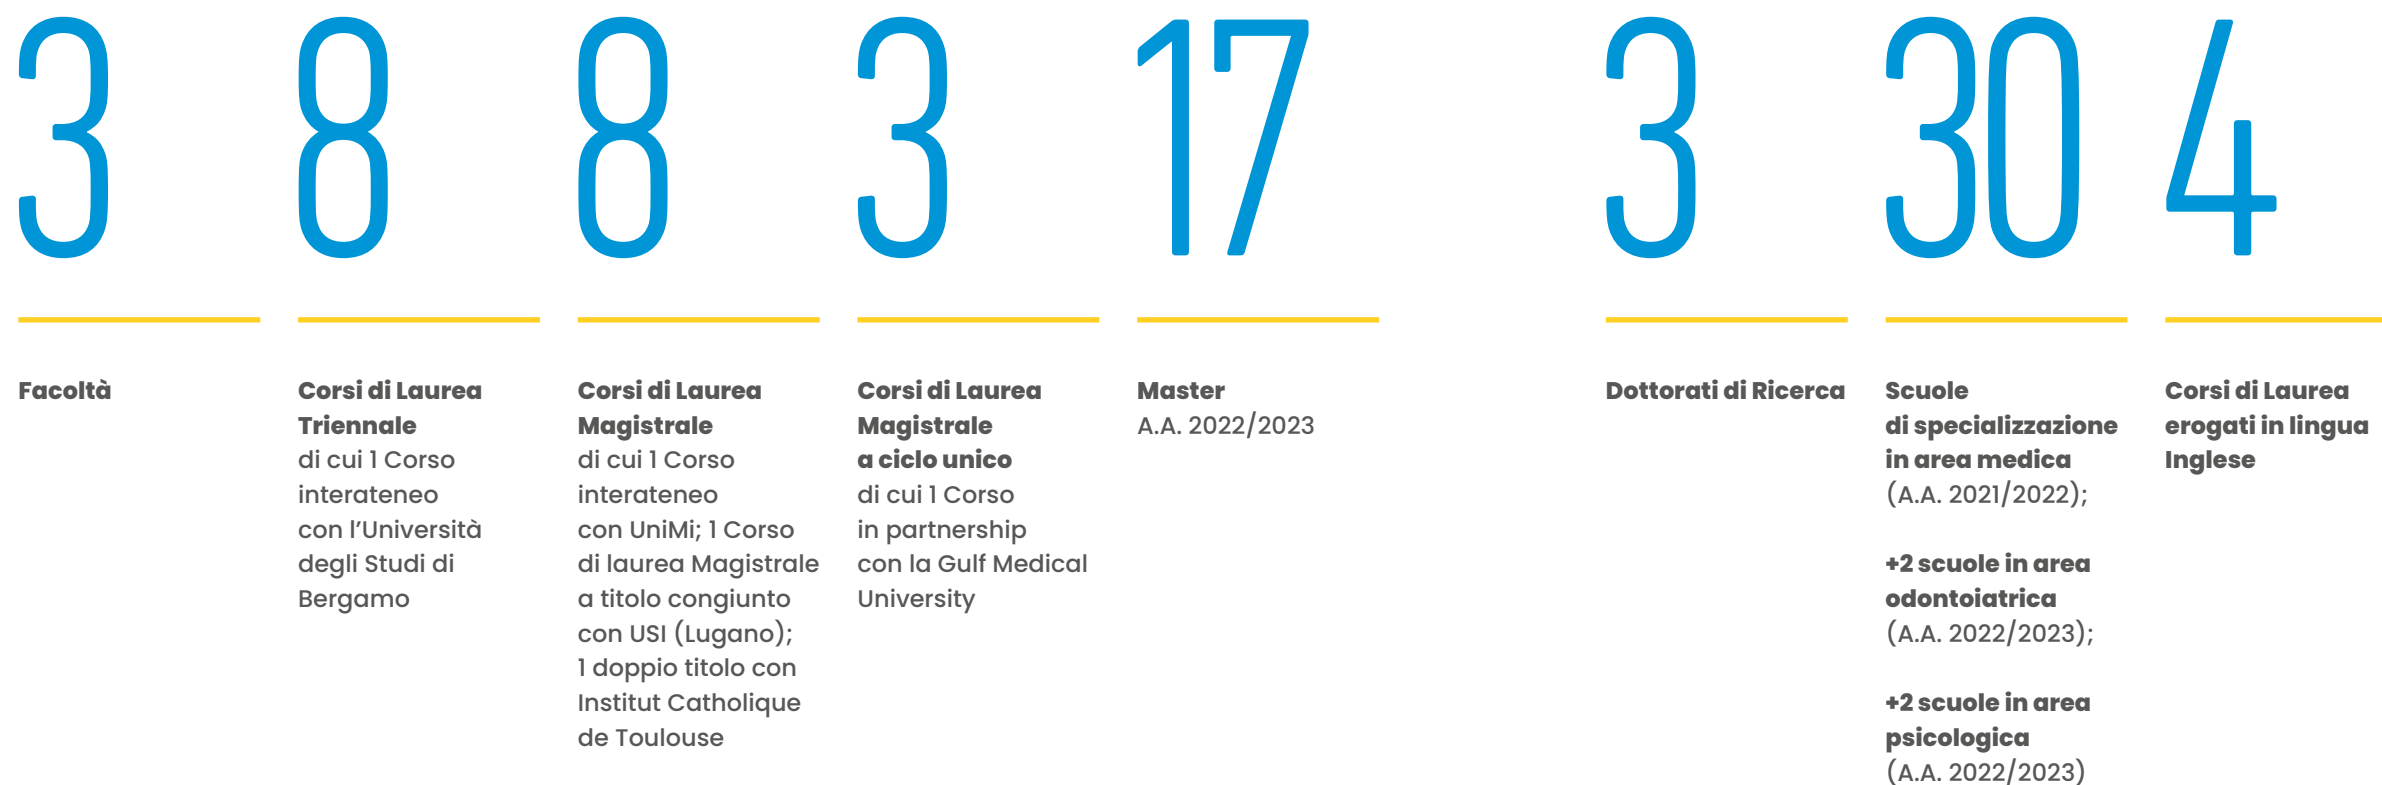 3
Facoltà
8
Corsi di Laurea
Triennale
di cui 1 Corso
interateneo
con l’Università
degli Studi di
Bergamo
8
Corsi di Laurea
Magistrale
di cui 1 Corso
interateneo
con UniMi; 1 Corso
di laurea Magistrale
a titolo congiunto
con USI (Lugano);
1 doppio titolo con
Institut Catholique
de Toulouse
3
Corsi di Laurea
Magistrale
a ciclo unico
di cui 1 Corso
in partnership
con la Gulf Medical
University
17
Master
A.A. 2022/2023
3
Dottorati di Ricerca
30
Scuole
di specializzazione
in area medica
(A.A. 2021/2022);
+2 scuole in area
odontoiatrica
(A.A. 2022/2023);
+2 scuole in area
psicologica
(A.A. 2022/2023)
4
Corsi di Laurea
erogati in lingua
Inglese